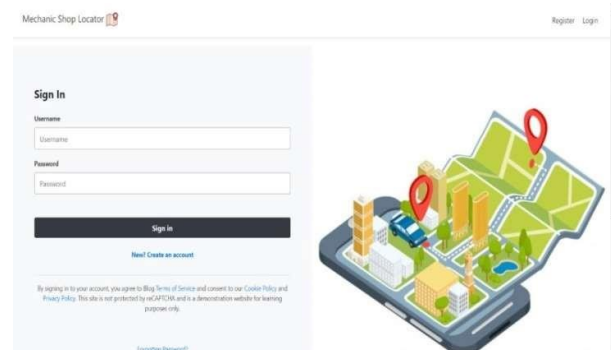 Mechanic Shop Locator
Register Login
Sign In
Username
Username
Password
Password
Sign in
New? Create an account
By signing in to your account, you agree to Blog Terms of Service and consent to our Cookie Policy and
Privacy Policy. This site is not protected by reCAPTCHA and is a demonstration website for learning
purposes only.
Forgotten Password?